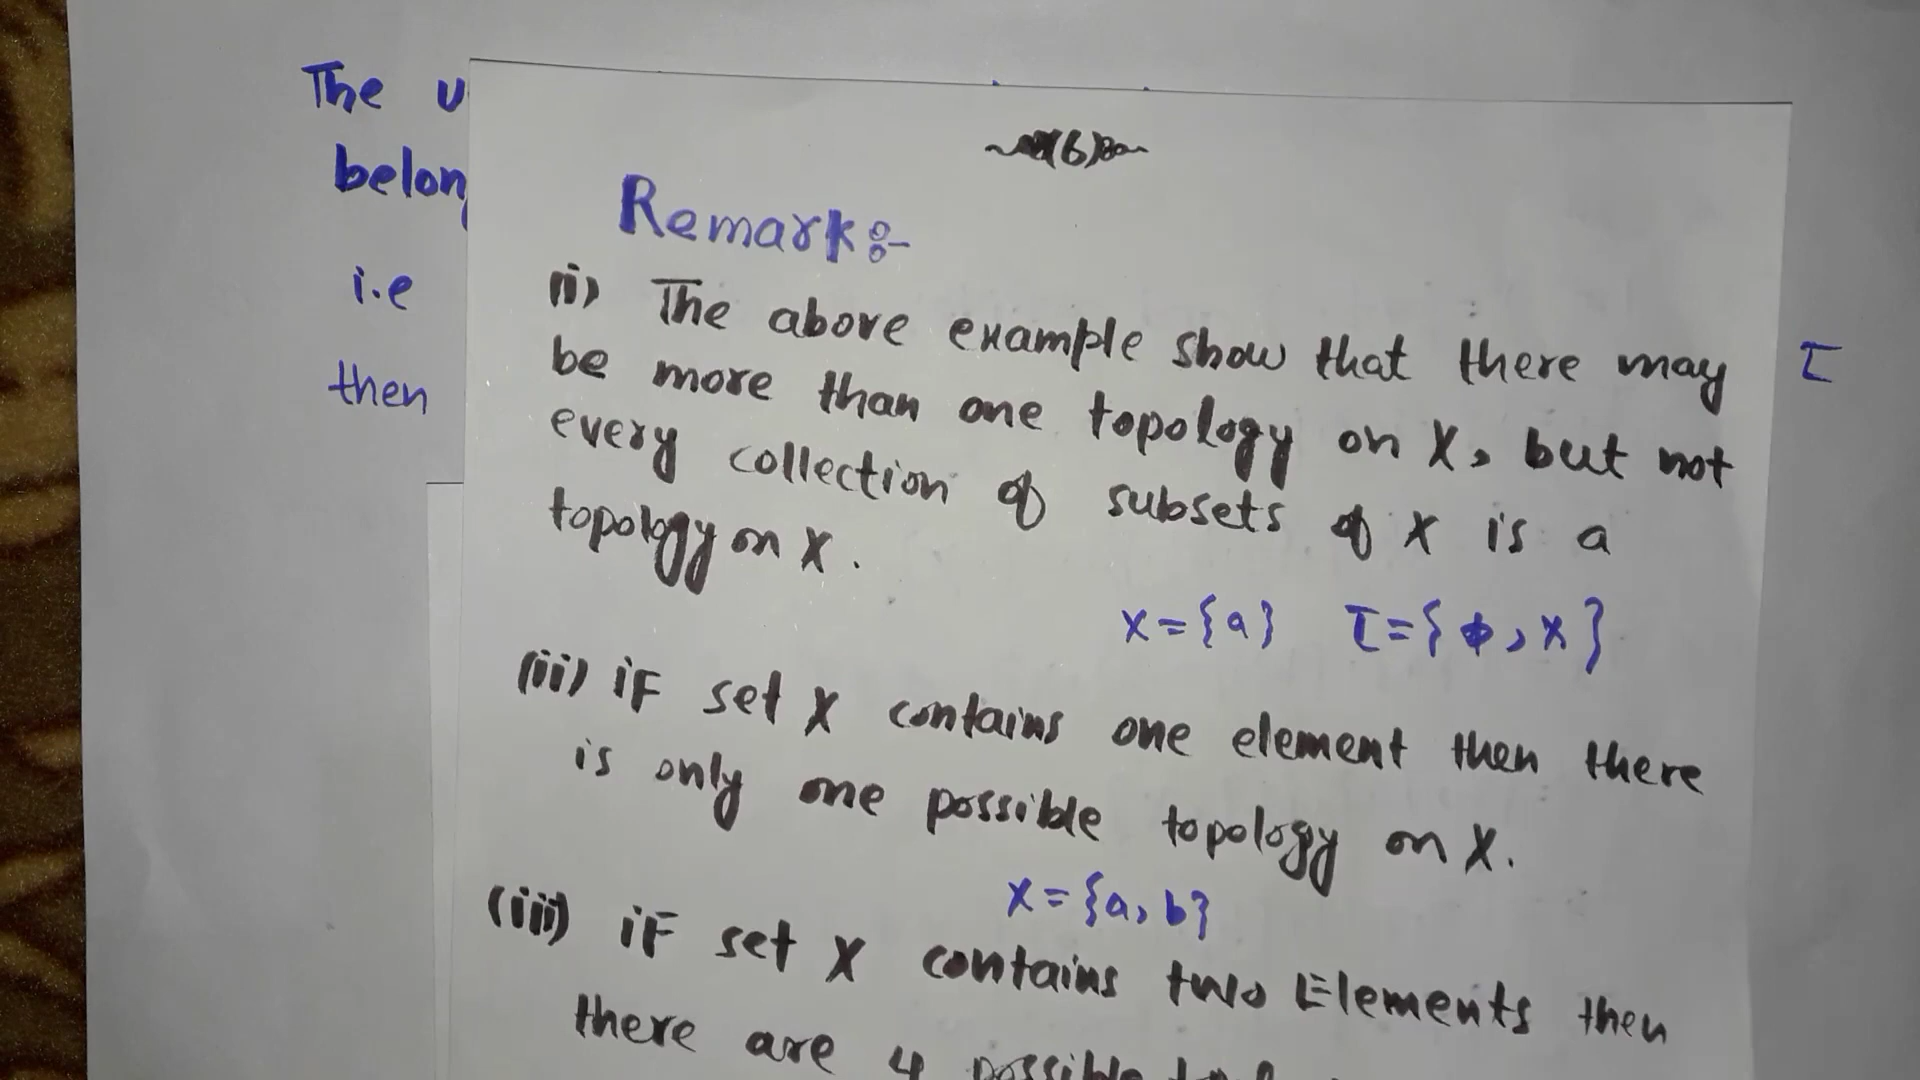 The u
belong
i.e
then
τ
(6)
Remark:-
(i) The above example show that there may
be more than one topology on X, but not
every collection of subsets of X is a
topology on X.
X={a} τ={φ, X}
(ii) if set X contains one element then there
is only one possible topology on X.
X={a, b}
(iii) if set X contains two Elements then
there are 4 possible